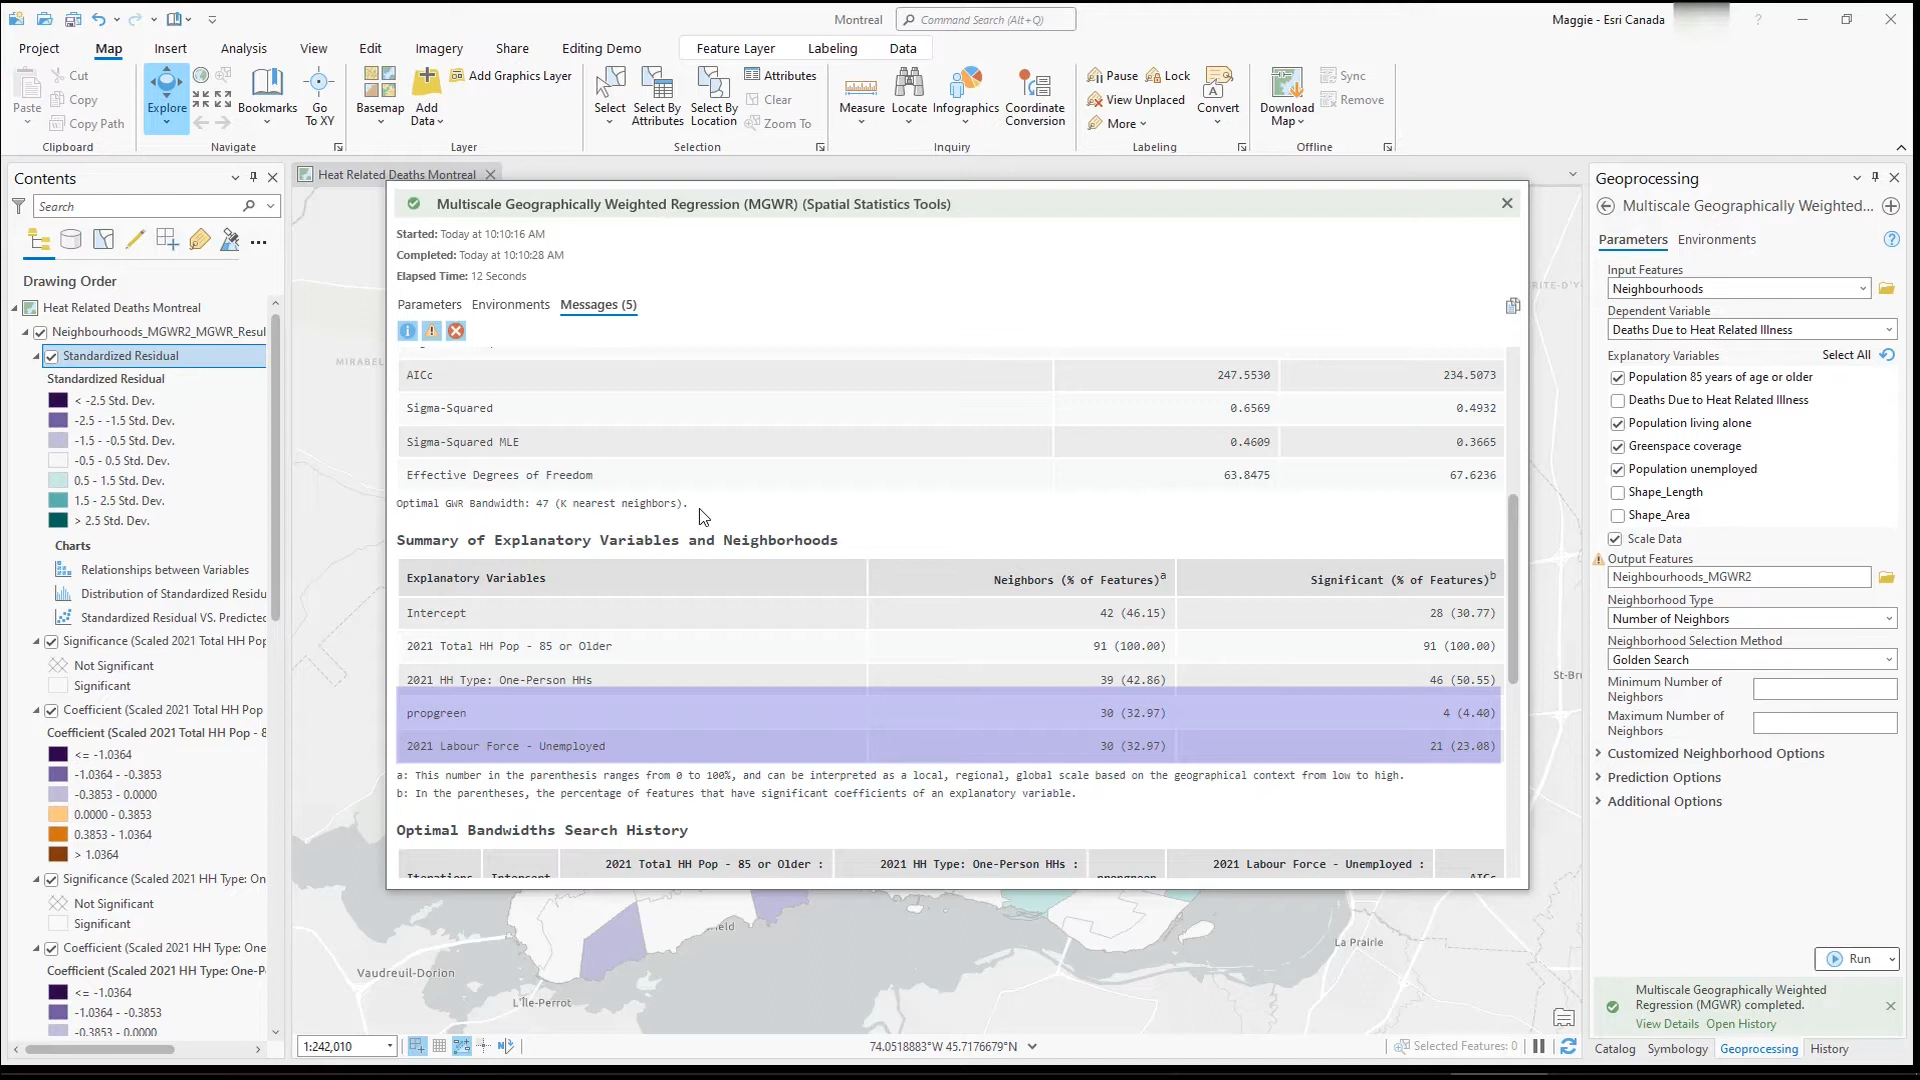 Montreal
Command Search (Alt+Q)
Maggie - Esri Canada
?
Project Map Insert Analysis View Edit Imagery Share Editing Demo Feature Layer Labeling Data
Paste
Cut
Copy
Copy Path
Clipboard
Explore
Bookmarks
Go To XY
Navigate
Basemap
Add Data
Add Graphics Layer
Layer
Select
Select By Attributes
Select By Location
Attributes
Clear
Zoom To
Selection
Measure
Locate
Infographics
Coordinate Conversion
Inquiry
Pause Lock
View Unplaced
More
Convert
Labeling
Download Map
Sync
Remove
Offline
Contents
Search
Drawing Order
Heat Related Deaths Montreal
Neighbourhoods_MGWR2_MGWR_Resul
Standardized Residual
Standardized Residual
< -2.5 Std. Dev.
-2.5 - -1.5 Std. Dev.
-1.5 - -0.5 Std. Dev.
-0.5 - 0.5 Std. Dev.
0.5 - 1.5 Std. Dev.
1.5 - 2.5 Std. Dev.
> 2.5 Std. Dev.
Charts
Relationships between Variables
Distribution of Standardized Residu
Standardized Residual VS. Predicted
Significance (Scaled 2021 Total HH Pop
Not Significant
Significant
Coefficient (Scaled 2021 Total HH Pop
Coefficient (Scaled 2021 Total HH Pop - 8
<= -1.0364
-1.0364 - -0.3853
-0.3853 - 0.0000
0.0000 - 0.3853
0.3853 - 1.0364
> 1.0364
Significance (Scaled 2021 HH Type: On
Not Significant
Significant
Coefficient (Scaled 2021 HH Type: One
Coefficient (Scaled 2021 HH Type: One-P
<= -1.0364
-1.0364 - -0.3853
-0.3853 - 0.0000
Heat Related Deaths Montreal
Multiscale Geographically Weighted Regression (MGWR) (Spatial Statistics Tools)
Started: Today at 10:10:16 AM
Completed: Today at 10:10:28 AM
Elapsed Time: 12 Seconds
Parameters Environments Messages (5)
AICc 247.5530 234.5073
Sigma-Squared 0.6569 0.4932
Sigma-Squared MLE 0.4609 0.3665
Effective Degrees of Freedom 63.8475 67.6236
Optimal GWR Bandwidth: 47 (K nearest neighbors).
Summary of Explanatory Variables and Neighborhoods
Explanatory Variables Neighbors (% of Features)a Significant (% of Features)b
Intercept 42 (46.15) 28 (30.77)
2021 Total HH Pop - 85 or Older 91 (100.00) 91 (100.00)
2021 HH Type: One-Person HHs 39 (42.86) 46 (50.55)
propgreen 30 (32.97) 4 (4.40)
2021 Labour Force - Unemployed 30 (32.97) 21 (23.08)
a: This number in the parenthesis ranges from 0 to 100%, and can be interpreted as a local, regional, global scale based on the geographical context from low to high.
b: In the parentheses, the percentage of features that have significant coefficients of an explanatory variable.
Optimal Bandwidths Search History
2021 Total HH Pop - 85 or Older : 2021 HH Type: One-Person HHs : 2021 Labour Force - Unemployed :
Iterations Intercept propgreen AICc
MIRABEL
St-Br
La Prairie
Vaudreuil-Dorion
L'Île-Perrot
1:242,010
74.0518883°W 45.7176679°N
Selected Features: 0
Geoprocessing
Multiscale Geographically Weighted...
Parameters Environments
Input Features
Neighbourhoods
Dependent Variable
Deaths Due to Heat Related Illness
Explanatory Variables Select All
Population 85 years of age or older
Deaths Due to Heat Related Illness
Population living alone
Greenspace coverage
Population unemployed
Shape_Length
Shape_Area
Scale Data
Output Features
Neighbourhoods_MGWR2
Neighborhood Type
Number of Neighbors
Neighborhood Selection Method
Golden Search
Minimum Number of Neighbors
Maximum Number of Neighbors
Customized Neighborhood Options
Prediction Options
Additional Options
Run
Multiscale Geographically Weighted
Regression (MGWR) completed.
View Details Open History
Catalog Symbology Geoprocessing History